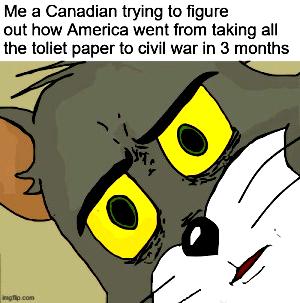 Me a Canadian trying to figure
out how America went from taking all
the toliet paper to civil war in 3 months
imgflip.com